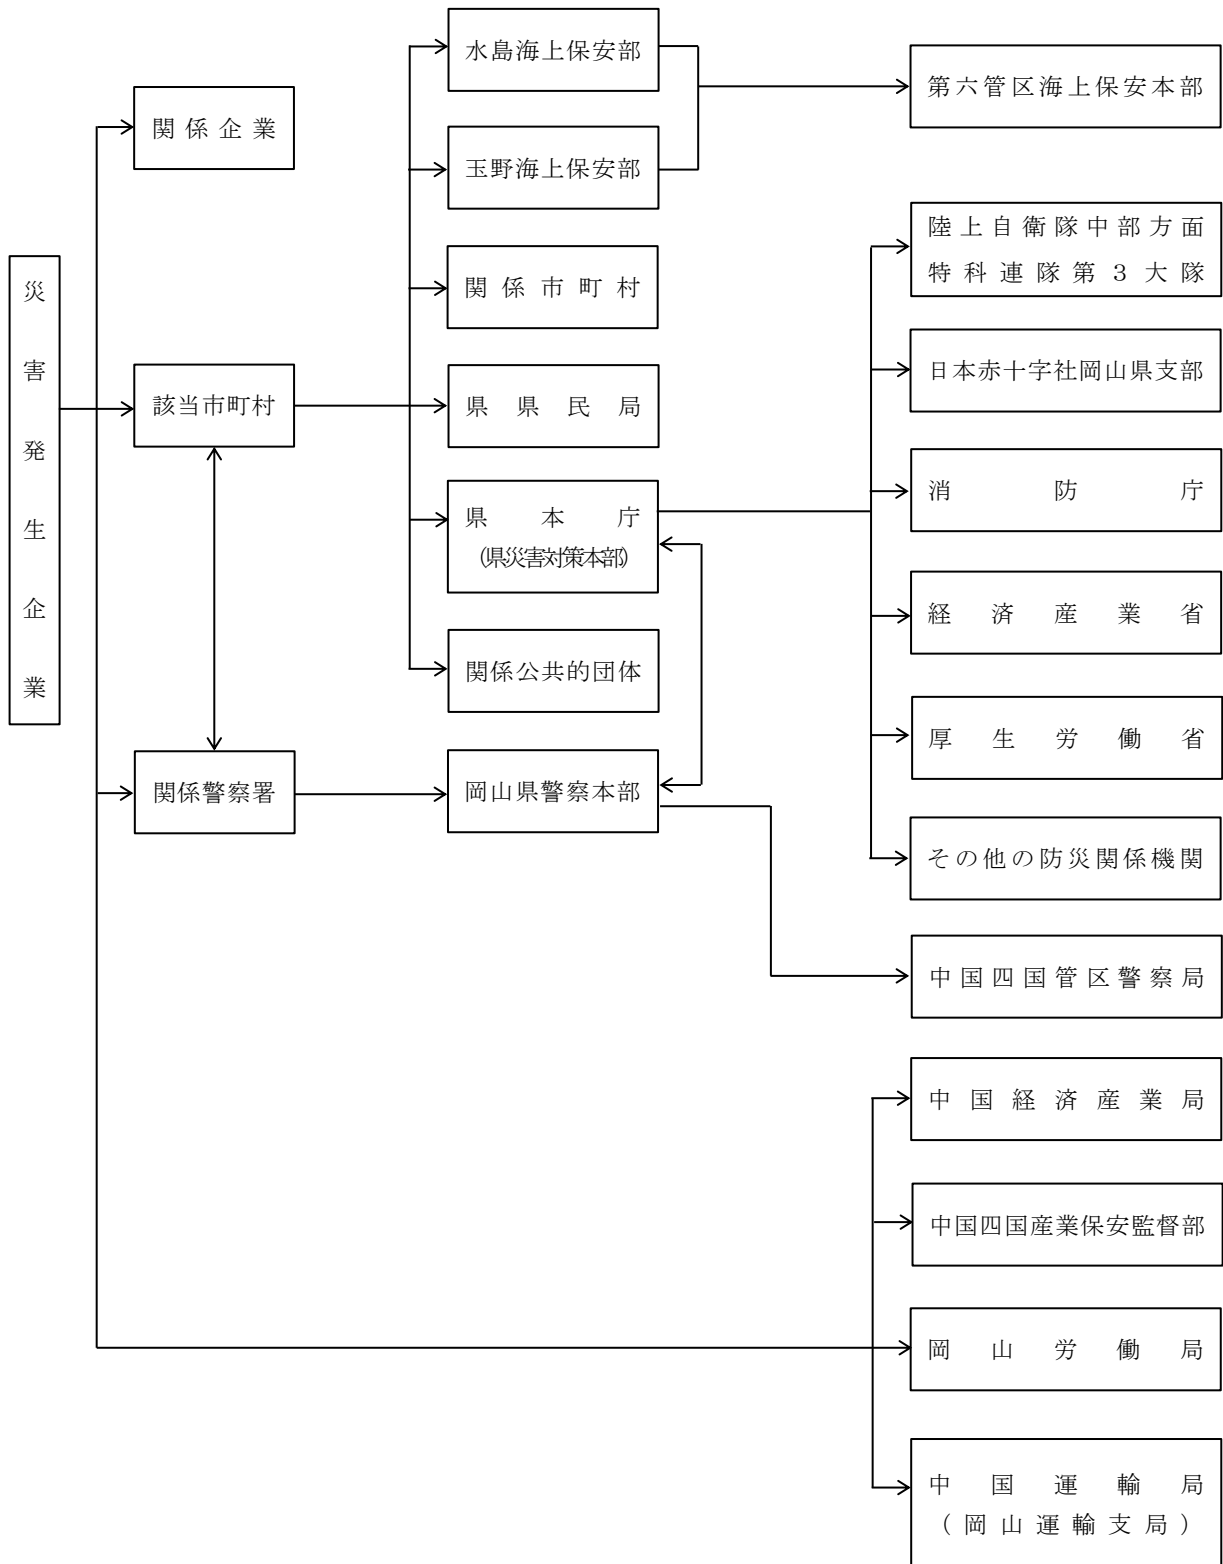 災害発生企業
関係企業
該当市町村
関係警察署
水島海上保安部
玉野海上保安部
関係市町村
県県民局
県本庁
(県災害対策本部)
関係公共的団体
岡山県警察本部
第六管区海上保安本部
陸上自衛隊中部方面
特科連隊第3大隊
日本赤十字社岡山県支部
消防庁
経済産業省
厚生労働省
その他の防災関係機関
中国四国管区警察局
中国経済産業局
中国四国産業保安監督部
岡山労働局
中国運輸局
(岡山運輸支局)